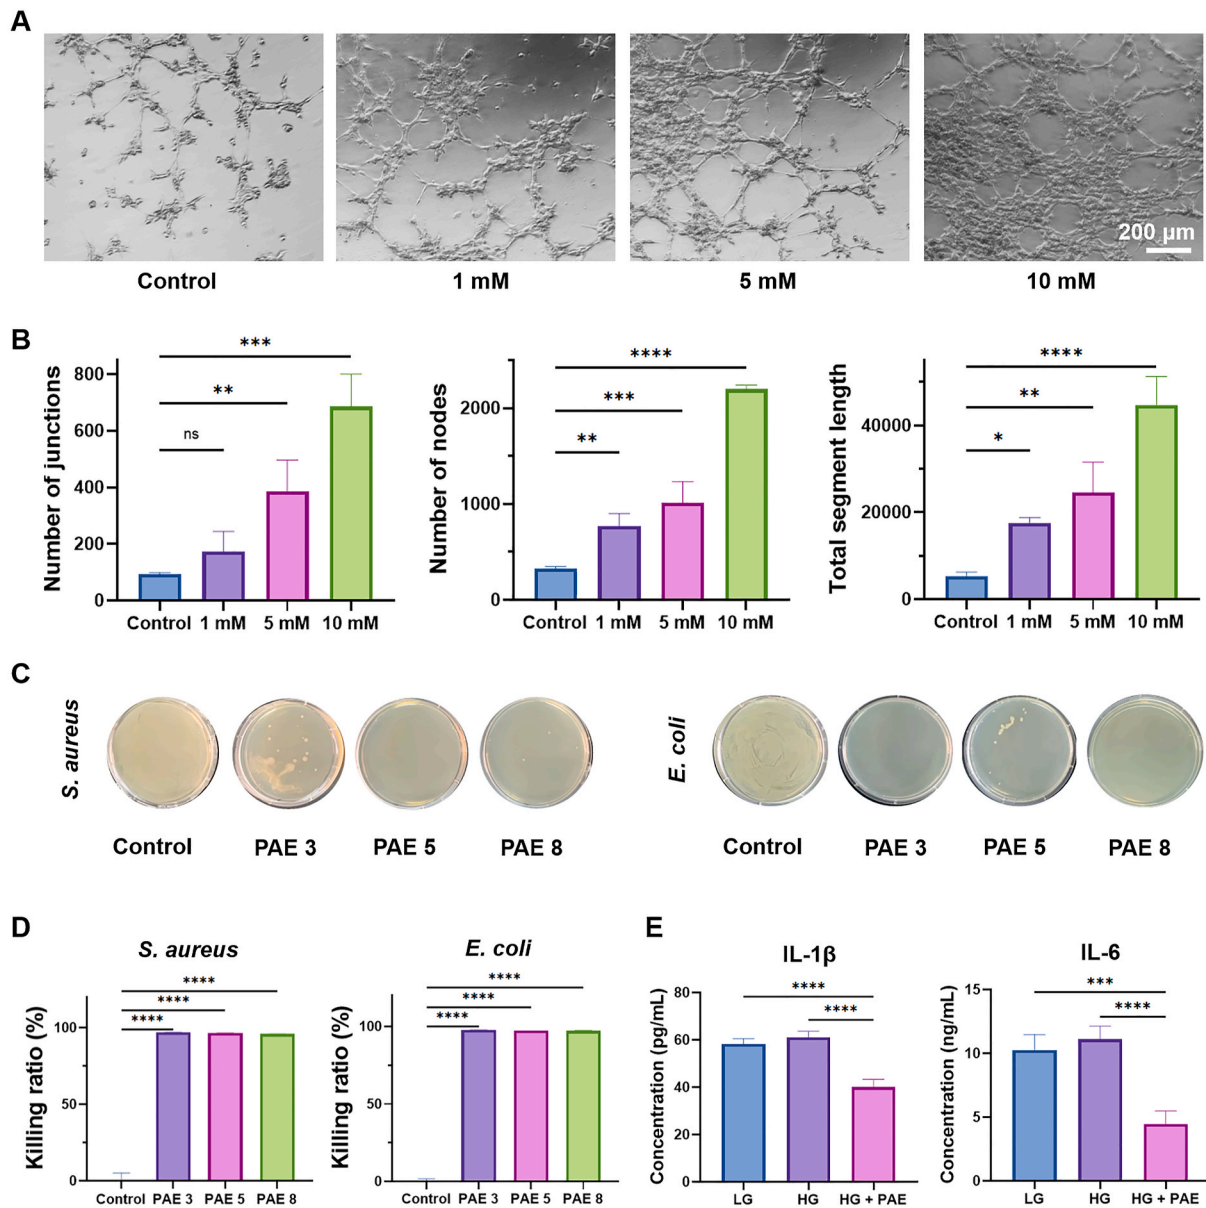 A
200 µm
Control 1 mM 5 mM 10 mM
B
Number of junctions
800
600
400
200
0
***
**
ns
Control 1 mM 5 mM 10 mM
Number of nodes
2000
1000
0
****
***
**
Control 1 mM 5 mM 10 mM
Total segment length
40000
20000
0
****
**
*
Control 1 mM 5 mM 10 mM
C
S. aureus
Control PAE 3 PAE 5 PAE 8
E. coli
Control PAE 3 PAE 5 PAE 8
D
S. aureus
Killing ratio (%)
100
50
0
****
****
****
Control PAE 3 PAE 5 PAE 8
E. coli
Killing ratio (%)
100
50
0
****
****
****
Control PAE 3 PAE 5 PAE 8
E
IL-1β
Concentration (pg/mL)
80
60
40
20
0
****
****
LG HG HG + PAE
IL-6
Concentration (ng/mL)
15
10
5
0
***
****
LG HG HG + PAE